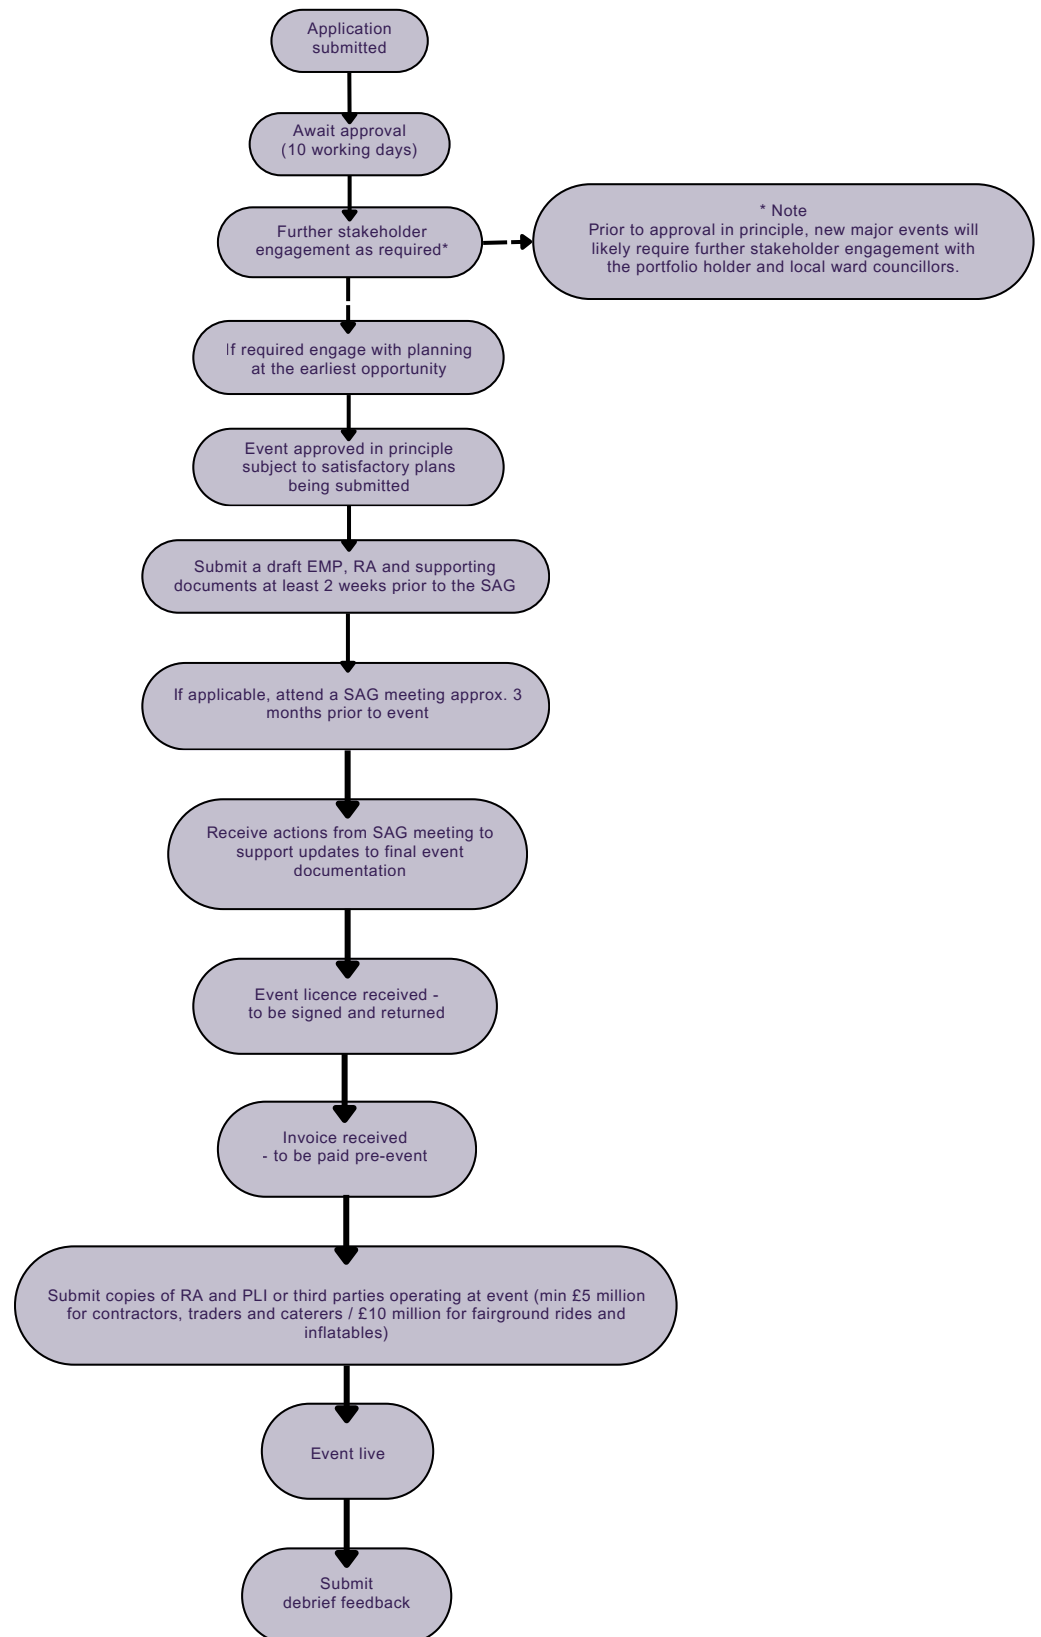 Application
submitted
Await approval
(10 working days)
Further stakeholder
engagement as required*
* Note
Prior to approval in principle, new major events will
likely require further stakeholder engagement with
the portfolio holder and local ward councillors.
If required engage with planning
at the earliest opportunity
Event approved in principle
subject to satisfactory plans
being submitted
Submit a draft EMP, RA and supporting
documents at least 2 weeks prior to the SAG
If applicable, attend a SAG meeting approx. 3
months prior to event
Receive actions from SAG meeting to
support updates to final event
documentation
Event licence received -
to be signed and returned
Invoice received
- to be paid pre-event
Submit copies of RA and PLI or third parties operating at event (min £5 million
for contractors, traders and caterers / £10 million for fairground rides and
inflatables)
Event live
Submit
debrief feedback